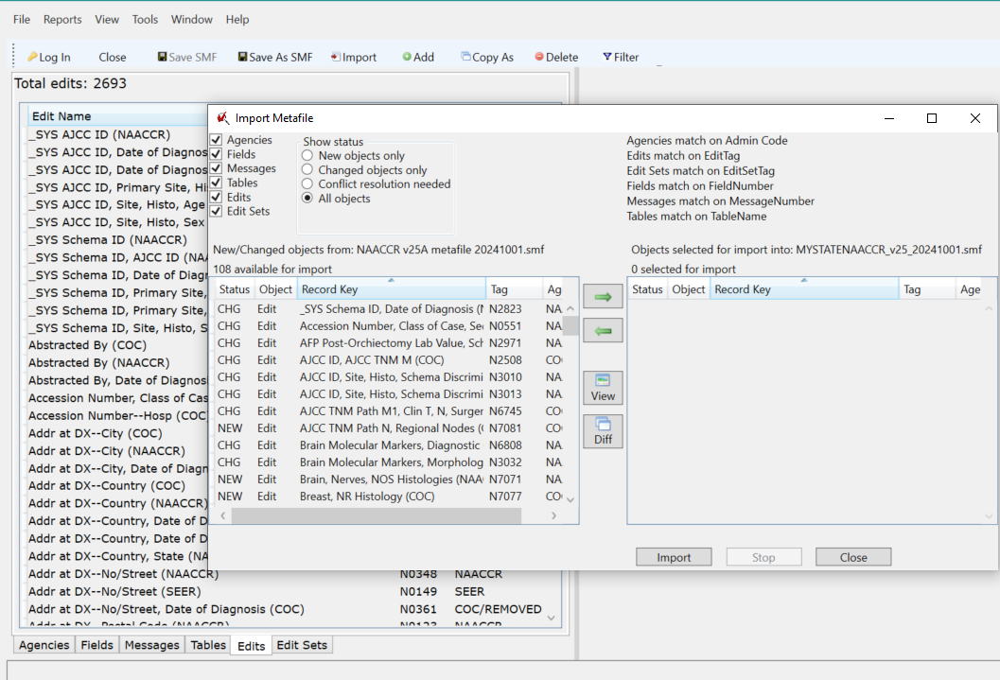 File Reports View Tools Window Help
Log In Close Save SMF Save As SMF Import Add Copy As Delete Filter
Total edits: 2693
Edit Name
_SYS AJCC ID (NAACCR)
_SYS AJCC ID, Date of Diagnos
_SYS AJCC ID, Date of Diagnos
_SYS AJCC ID, Primary Site, Hi
_SYS AJCC ID, Site, Histo, Age
_SYS AJCC ID, Site, Histo, Sex
_SYS Schema ID (NAACCR)
_SYS Schema ID, AJCC ID (NAA
_SYS Schema ID, Date of Diagn
_SYS Schema ID, Primary Site,
_SYS Schema ID, Primary Site,
_SYS Schema ID, Site, Histo, S
Abstracted By (COC)
Abstracted By (NAACCR)
Abstracted By, Date of Diagnos
Accession Number, Class of Cas
Accession Number--Hosp (COC
Addr at DX--City (COC)
Addr at DX--City (NAACCR)
Addr at DX--City, Date of Diagn
Addr at DX--Country (COC)
Addr at DX--Country (NAACCR)
Addr at DX--Country, Date of D
Addr at DX--Country, Date of D
Addr at DX--Country, State (NA
Addr at DX--No/Street (NAACCR) N0348 NAACCR
Addr at DX--No/Street (SEER) N0149 SEER
Addr at DX--No/Street, Date of Diagnosis (COC) N0361 COC/REMOVED
Addr at DX--Postal Code (NAACCR) N0123 NAACCR
Agencies Fields Messages Tables Edits Edit Sets
Import Metafile
Agencies
Fields
Messages
Tables
Edits
Edit Sets
Show status
New objects only
Changed objects only
Conflict resolution needed
All objects
Agencies match on Admin Code
Edits match on EditTag
Edit Sets match on EditSetTag
Fields match on FieldNumber
Messages match on MessageNumber
Tables match on TableName
New/Changed objects from: NAACCR v25A metafile 20241001.smf
108 available for import
Status Object Record Key Tag Ag
CHG Edit _SYS Schema ID, Date of Diagnosis (N N2823 NA
CHG Edit Accession Number, Class of Case, Sec N0551 NA
CHG Edit AFP Post-Orchiectomy Lab Value, Sch N2971 NA
CHG Edit AJCC ID, AJCC TNM M (COC) N2508 CO
CHG Edit AJCC ID, Site, Histo, Schema Discrimi N3010 NA
CHG Edit AJCC ID, Site, Histo, Schema Discrimi N3013 NA
CHG Edit AJCC TNM Path M1, Clin T, N, Surger N6745 CO
NEW Edit AJCC TNM Path N, Regional Nodes ( N7081 CO
CHG Edit Brain Molecular Markers, Diagnostic N6808 NA
CHG Edit Brain Molecular Markers, Morpholog N3032 NA
NEW Edit Brain, Nerves, NOS Histologies (NAA N7071 NA
NEW Edit Breast, NR Histology (COC) N7077 CO
View
Diff
Objects selected for import into: MYSTATENAACCR_v25_20241001.smf
0 selected for import
Status Object Record Key Tag Age
Import Stop Close